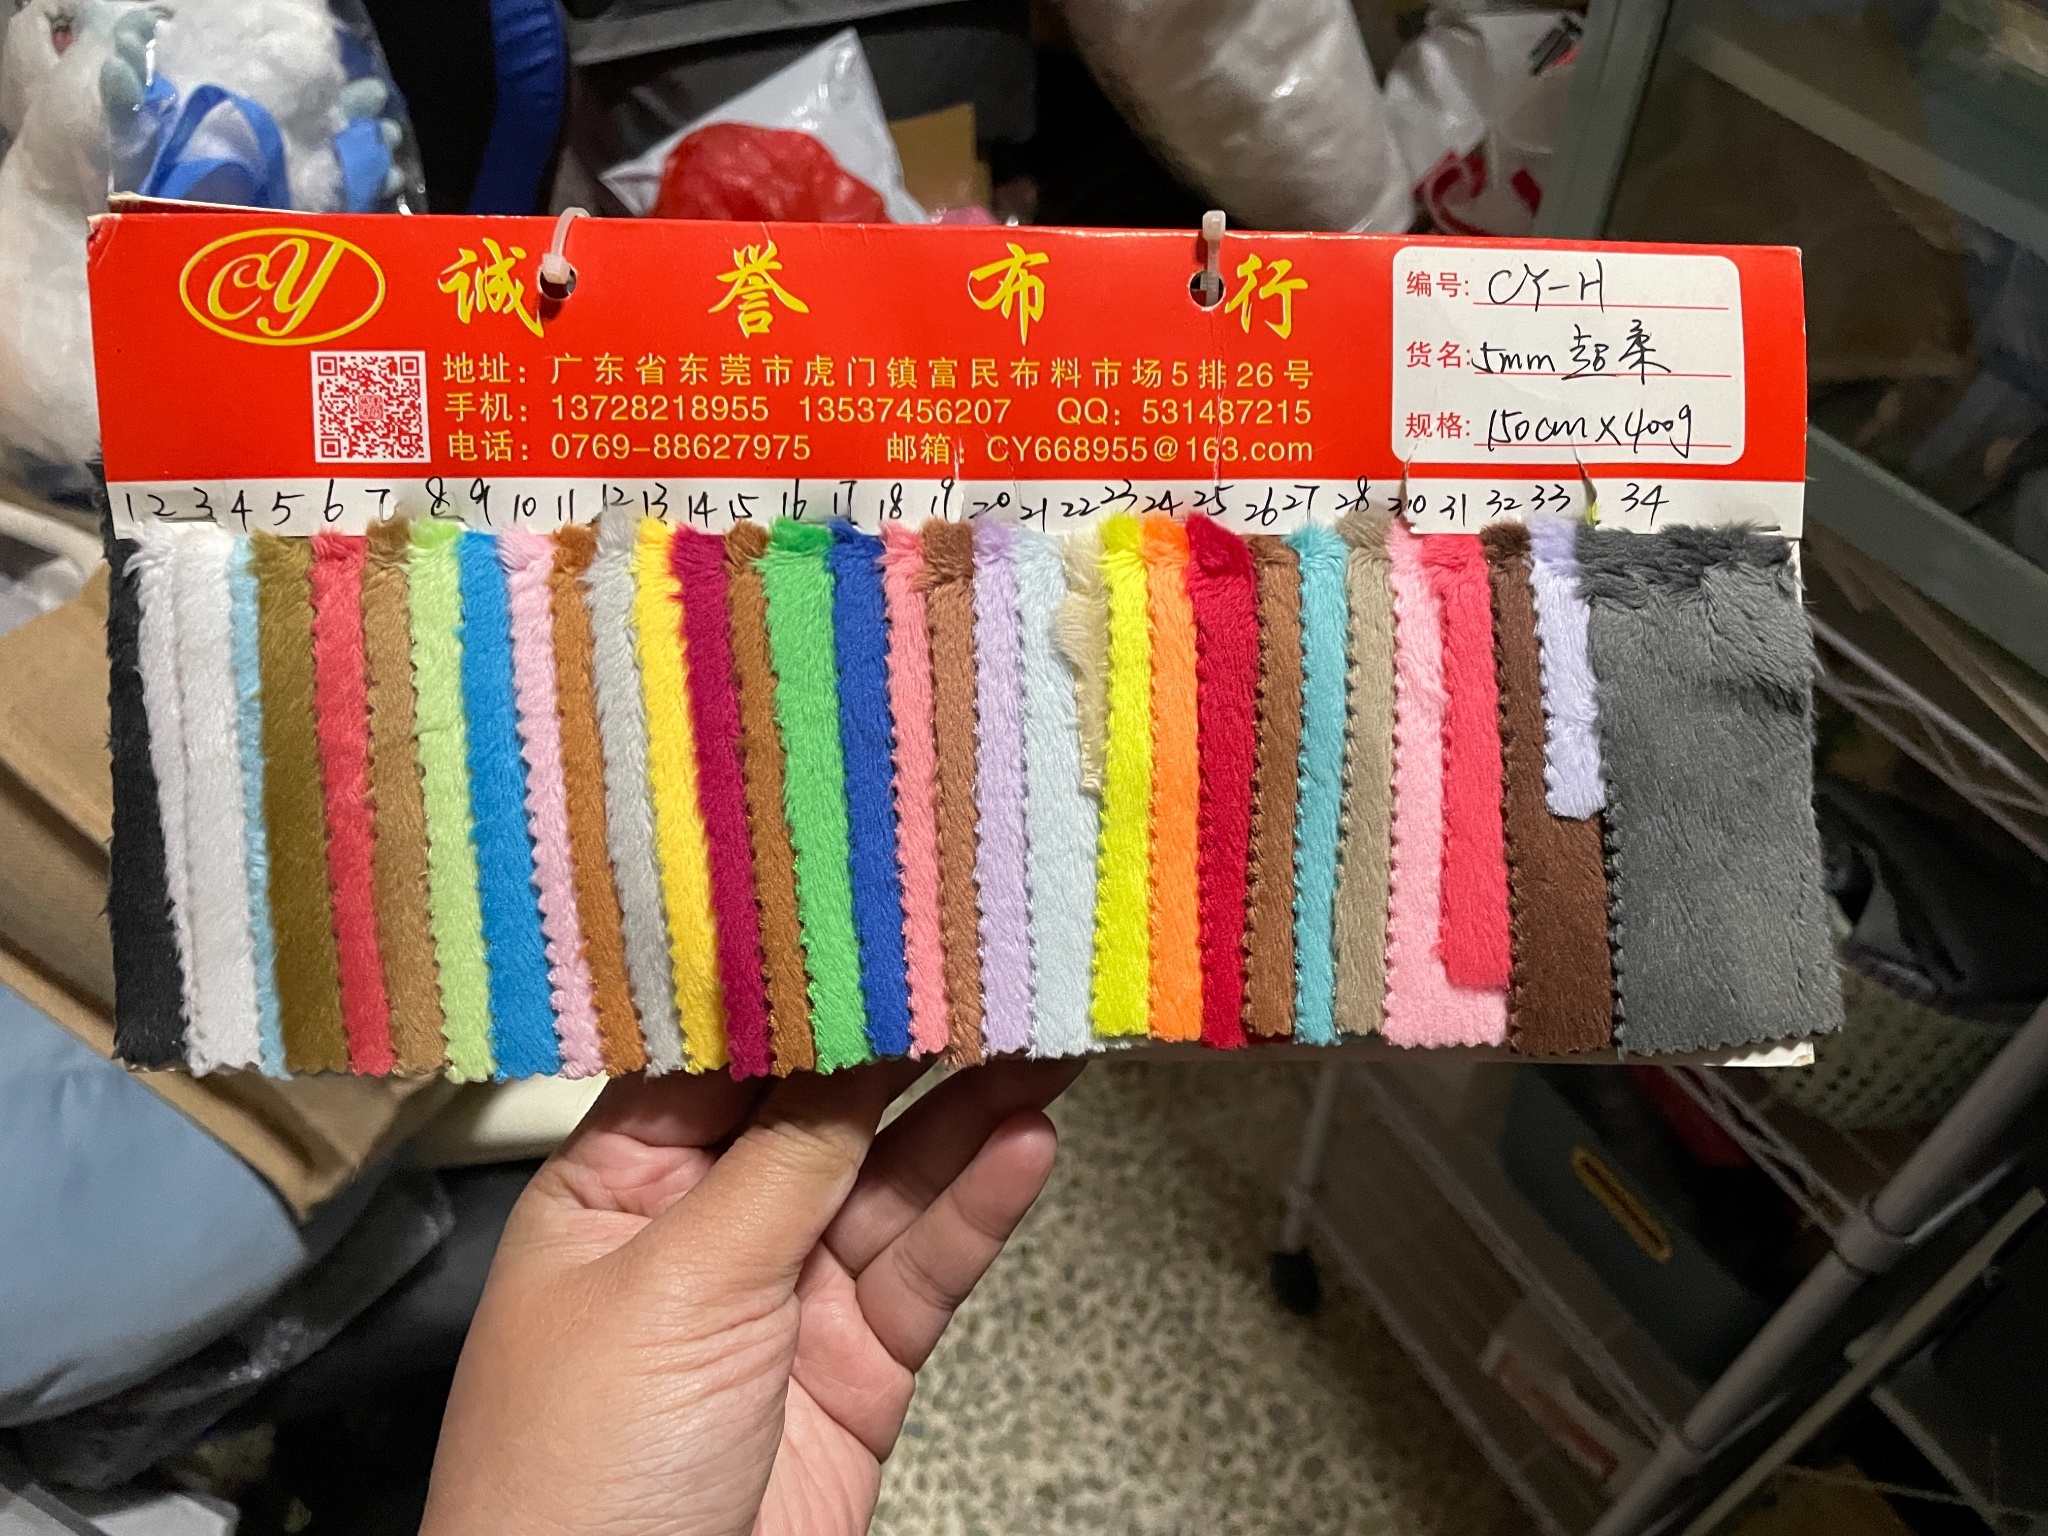 CY 诚誉布行
地址：广东省东莞市虎门镇富民布料市场5排26号
手机：13728218955 13537456207 QQ：531487215
电话：0769-88627975 邮箱：CY668955@163.com
编号: CY-H
货名: 5mm 超柔
规格: 150cm×400g
1 2 3 4 5 6 7 8 9 10 11 12 13 14 15 16 17 18 19 20 21 22 23 24 25 26 27 28 30 31 32 33 34